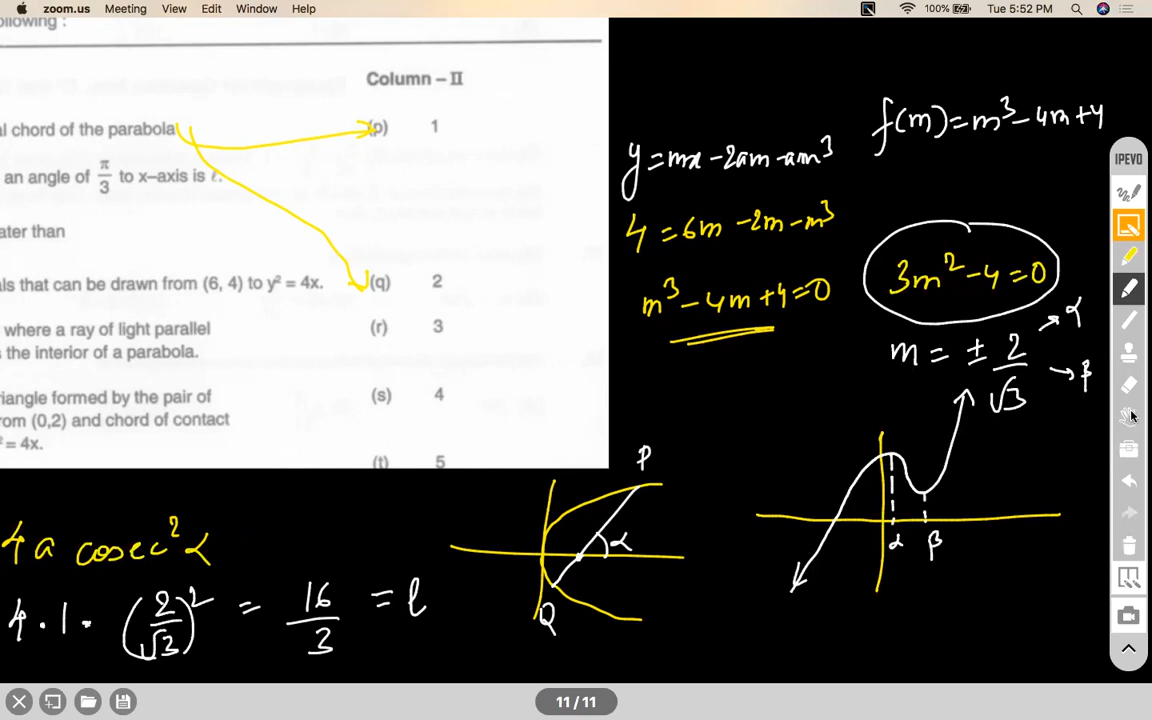 zoom.us Meeting View Edit Window Help 100% Tue 5:52 PM
ollowing :
Column – II
al chord of the parabola (p) 1
an angle of π/3 to x–axis is ℓ.
ater than
als that can be drawn from (6, 4) to y² = 4x. (q) 2
where a ray of light parallel (r) 3
s the interior of a parabola.
riangle formed by the pair of (s) 4
rom (0,2) and chord of contact
² = 4x.
(t) 5
f(m) = m³ - 4m + 4
y = mx - 2am - am³
4 = 6m - 2m - m³
m³ - 4m + 4 = 0
3m² - 4 = 0
m = ± 2/√3 → α
→ β
P
α
Q
α β
4a cosec²α
4 · 1 · (2/√3)² = 16/3 = l
IPEVO
11 / 11